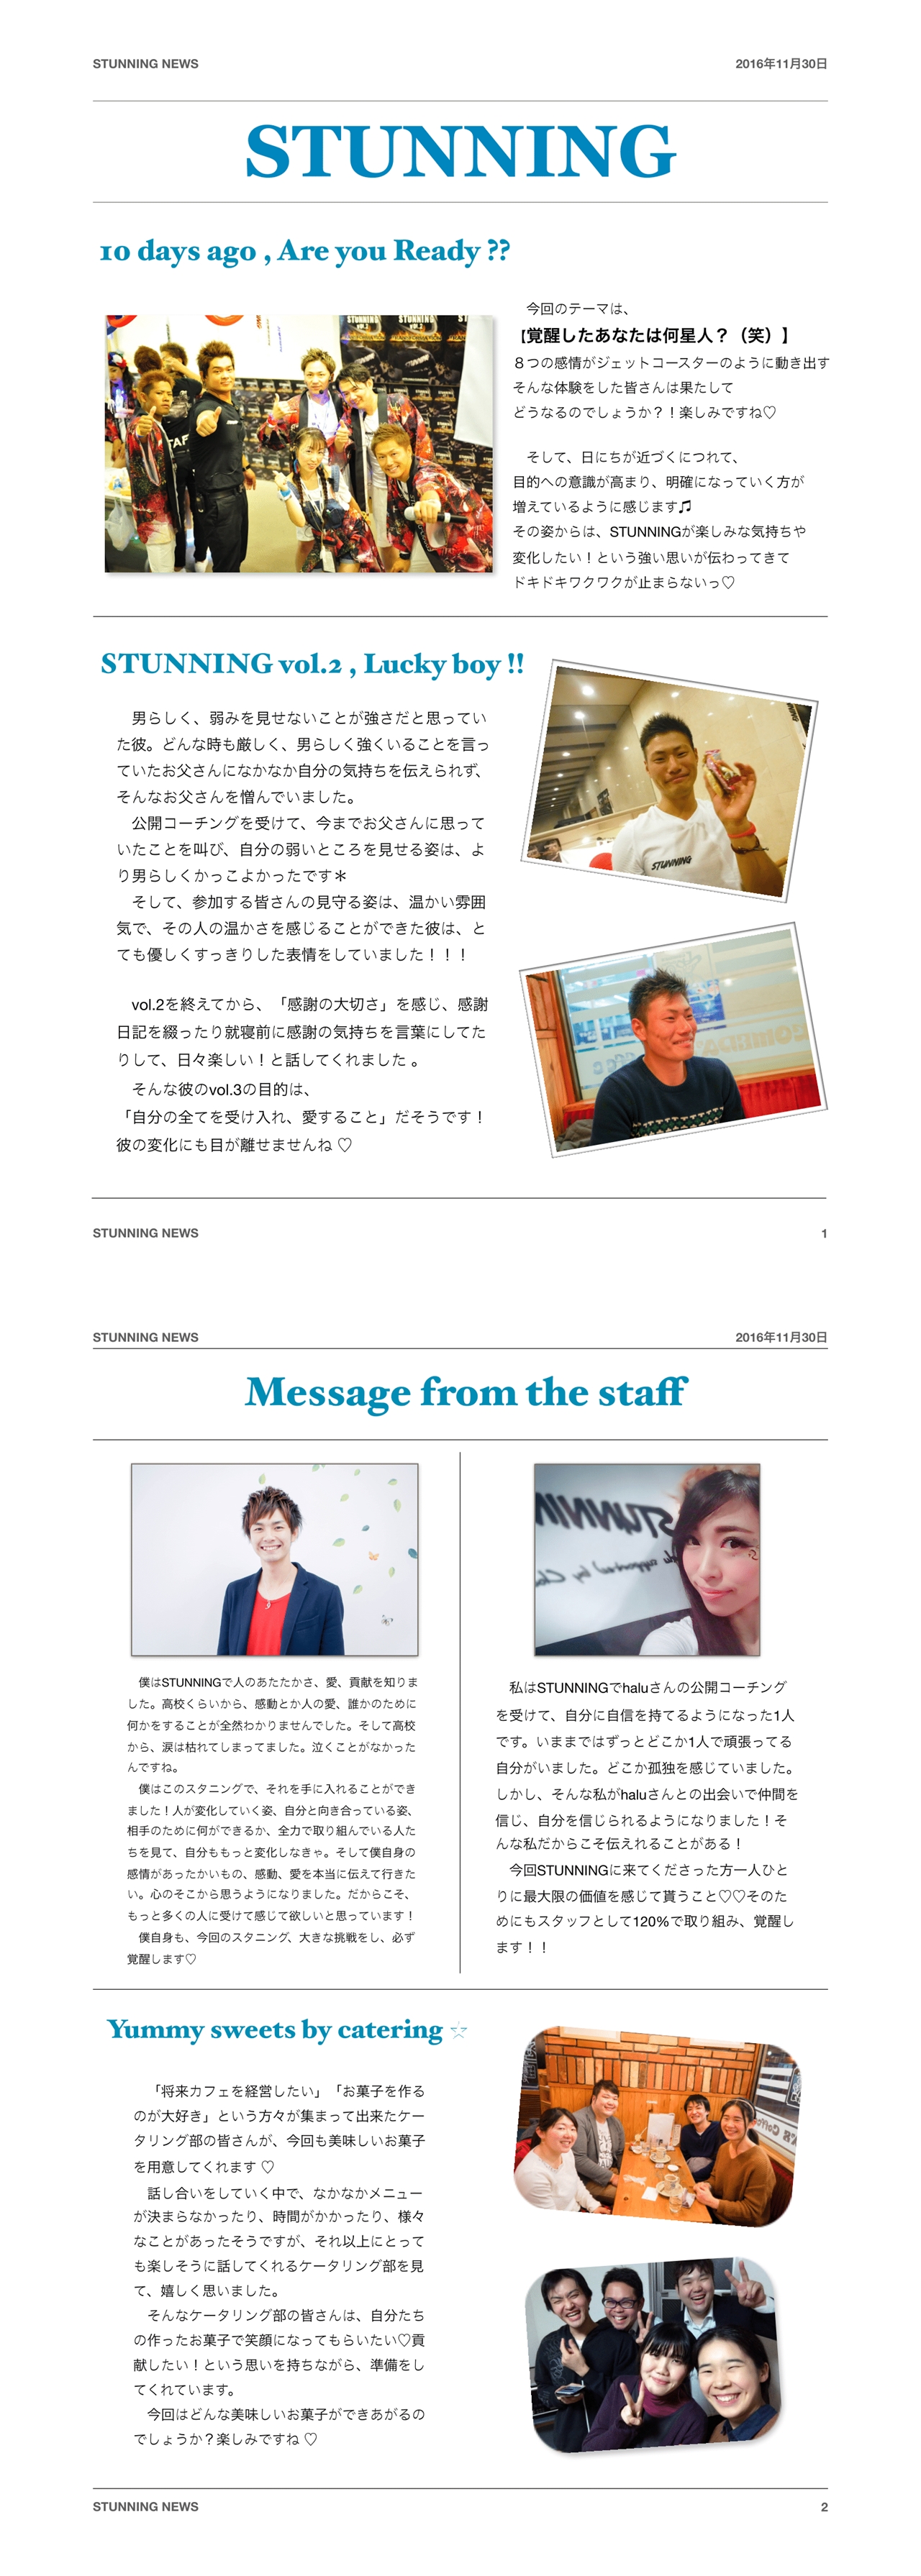 STUNNING NEWS
2016年11月30日
STUNNING
10 days ago , Are you Ready ??
今回のテーマは、
【覚醒したあなたは何星人？（笑）】
８つの感情がジェットコースターのように動き出す
そんな体験をした皆さんは果たして
どうなるのでしょうか？！楽しみですね♡
そして、日にちが近づくにつれて、
目的への意識が高まり、明確になっていく方が
増えているように感じます♫
その姿からは、STUNNINGが楽しみな気持ちや
変化したい！という強い思いが伝わってきて
ドキドキワクワクが止まらないっ♡
STAFF
STUNNING vol.2 , Lucky boy !!
男らしく、弱みを見せないことが強さだと思ってい
た彼。どんな時も厳しく、男らしく強くいることを言っ
ていたお父さんになかなか自分の気持ちを伝えられず、
そんなお父さんを憎んでいました。
公開コーチングを受けて、今までお父さんに思って
いたことを叫び、自分の弱いところを見せる姿は、よ
り男らしくかっこよかったです＊
そして、参加する皆さんの見守る姿は、温かい雰囲
気で、その人の温かさを感じることができた彼は、と
ても優しくすっきりした表情をしていました！！！
vol.2を終えてから、「感謝の大切さ」を感じ、感謝
日記を綴ったり就寝前に感謝の気持ちを言葉にしてた
りして、日々楽しい！と話してくれました 。
そんな彼のvol.3の目的は、
「自分の全てを受け入れ、愛すること」だそうです！
彼の変化にも目が離せませんね ♡
STUNNING
STUNNING NEWS
1
STUNNING NEWS
2016年11月30日
Message from the staff
僕はSTUNNINGで人のあたたかさ、愛、貢献を知りま
した。高校くらいから、感動とか人の愛、誰かのために
何かをすることが全然わかりませんでした。そして高校
から、涙は枯れてしまってました。泣くことがなかった
んですね。
僕はこのスタニングで、それを手に入れることができ
ました！人が変化していく姿、自分と向き合っている姿、
相手のために何ができるか、全力で取り組んでいる人た
ちを見て、自分ももっと変化しなきゃ。そして僕自身の
感情があったかいもの、感動、愛を本当に伝えて行きた
い。心のそこから思うようになりました。だからこそ、
もっと多くの人に受けて感じて欲しいと思っています！
僕自身も、今回のスタニング、大きな挑戦をし、必ず
覚醒します♡
私はSTUNNINGでhaluさんの公開コーチング
を受けて、自分に自信を持てるようになった1人
です。いままではずっとどこか1人で頑張ってる
自分がいました。どこか孤独を感じていました。
しかし、そんな私がhaluさんとの出会いで仲間を
信じ、自分を信じられるようになりました！そ
んな私だからこそ伝えれることがある！
今回STUNNINGに来てくださった方一人ひと
りに最大限の価値を感じて貰うこと♡♡そのた
めにもスタッフとして120%で取り組み、覚醒し
ます！！
Yummy sweets by catering ☆
「将来カフェを経営したい」「お菓子を作る
のが大好き」という方々が集まって出来たケー
タリング部の皆さんが、今回も美味しいお菓子
を用意してくれます ♡
話し合いをしていく中で、なかなかメニュー
が決まらなかったり、時間がかかったり、様々
なことがあったそうですが、それ以上にとって
も楽しそうに話してくれるケータリング部を見
て、嬉しく思いました。
そんなケータリング部の皆さんは、自分たち
の作ったお菓子で笑顔になってもらいたい♡貢
献したい！という思いを持ちながら、準備をし
てくれています。
今回はどんな美味しいお菓子ができあがるの
でしょうか？楽しみですね ♡
STUNNING NEWS
2